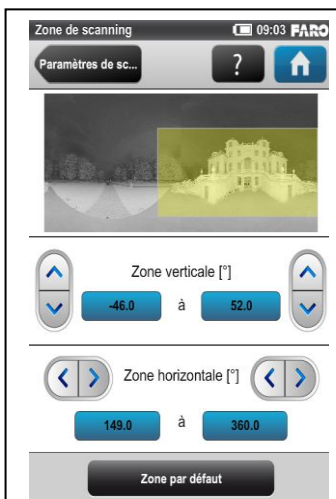 Zone de scanning 09:03 FARO
Paramètres de sc... ?
Zone verticale [°]
-46.0 à 52.0
Zone horizontale [°]
149.0 à 360.0
Zone par défaut